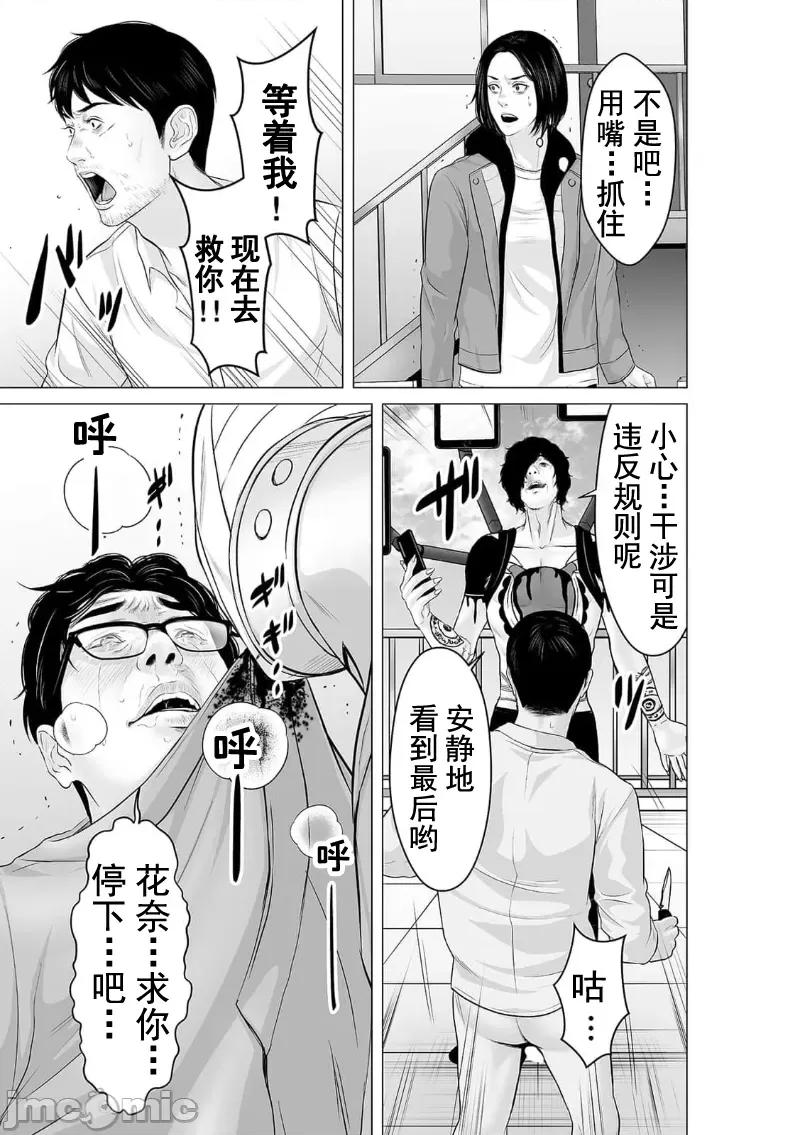 不是吧…
用嘴…抓住
等着我！
现在去
救你!!
小心…干涉可是
违反规则呢
安静地
看到最后哟
咕…
呼
呼
呼
花奈…求你…
停下…吧…
jmcomic